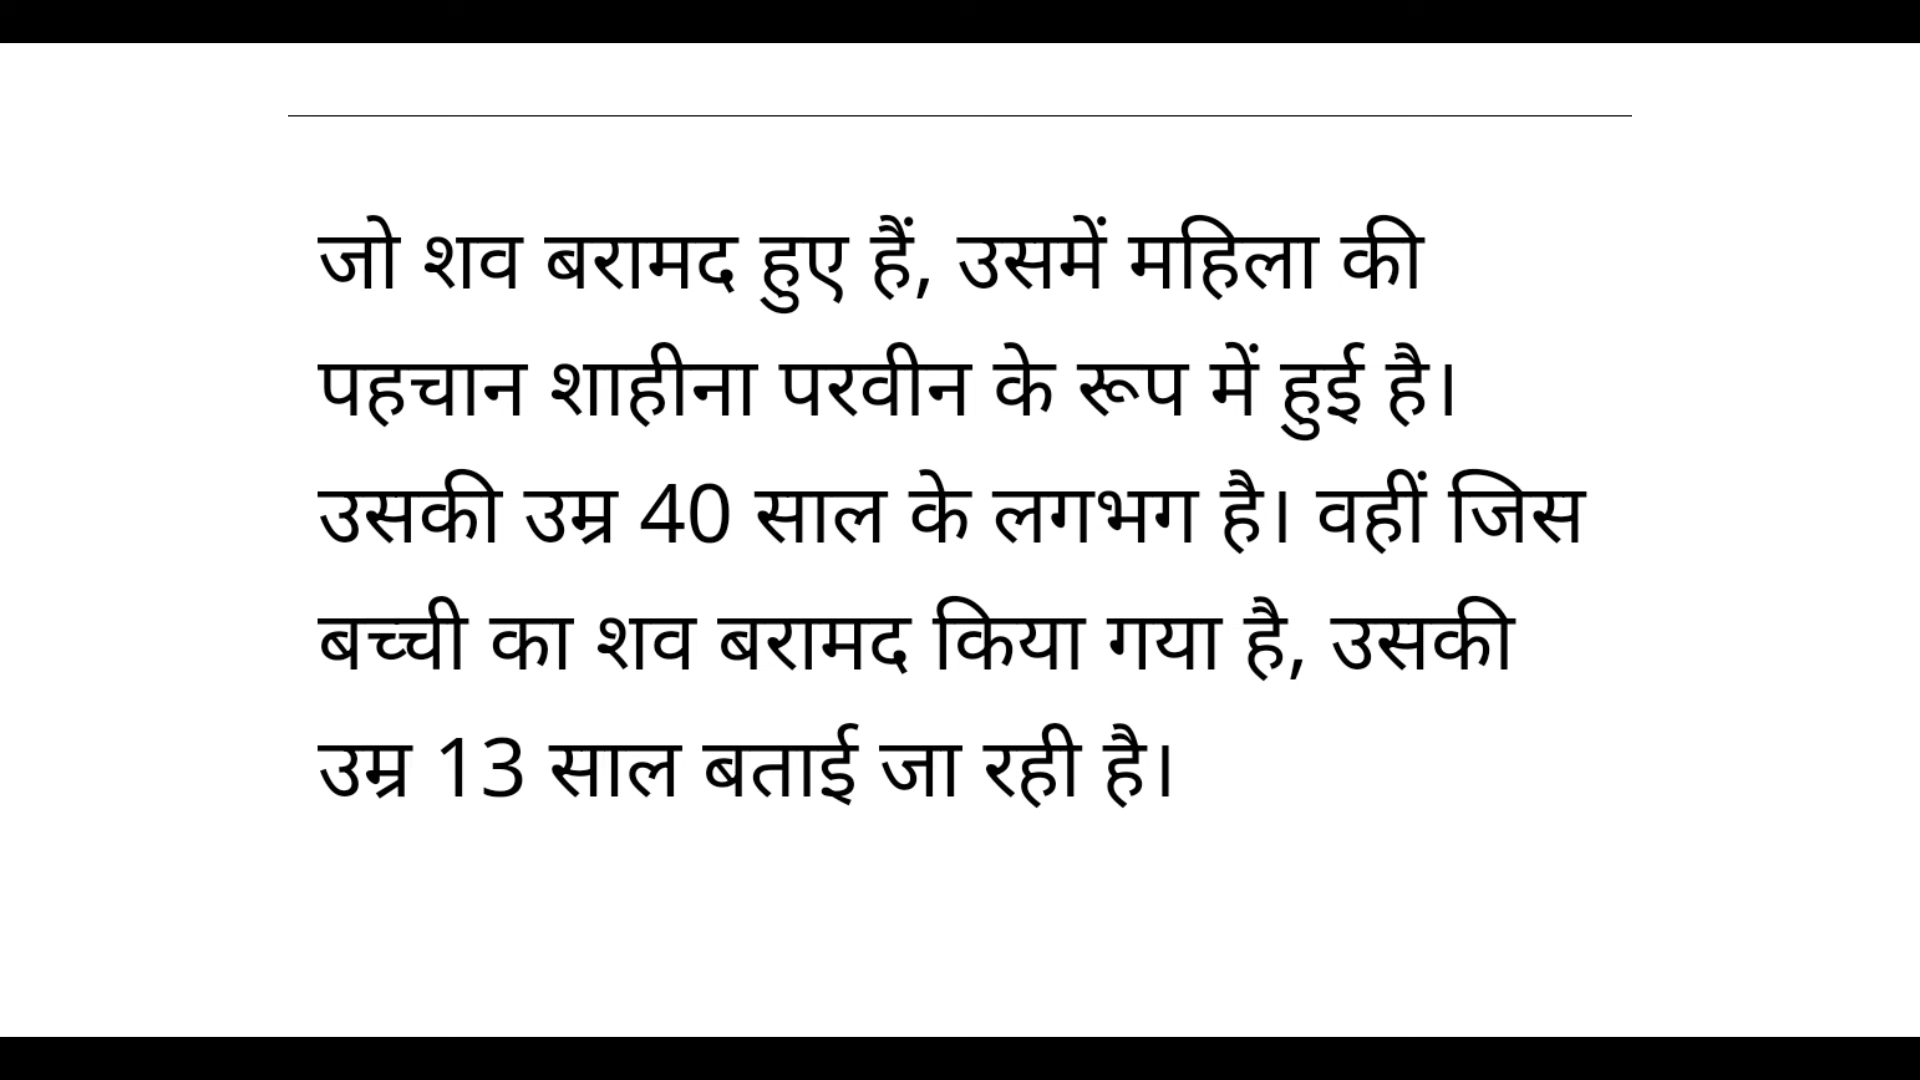 जो शव बरामद हुए हैं, उसमें महिला की
पहचान शाहीना परवीन के रूप में हुई है।
उसकी उम्र 40 साल के लगभग है। वहीं जिस
बच्ची का शव बरामद किया गया है, उसकी
उम्र 13 साल बताई जा रही है।